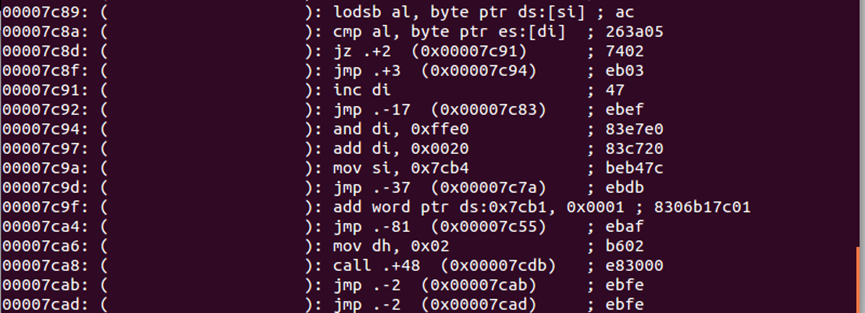 00007c89: ( ): lodsb al, byte ptr ds:[si] ; ac
00007c8a: ( ): cmp al, byte ptr es:[di] ; 263a05
00007c8d: ( ): jz .+2 (0x00007c91) ; 7402
00007c8f: ( ): jmp .+3 (0x00007c94) ; eb03
00007c91: ( ): inc di ; 47
00007c92: ( ): jmp .-17 (0x00007c83) ; ebef
00007c94: ( ): and di, 0xffe0 ; 83e7e0
00007c97: ( ): add di, 0x0020 ; 83c720
00007c9a: ( ): mov si, 0x7cb4 ; beb47c
00007c9d: ( ): jmp .-37 (0x00007c7a) ; ebdb
00007c9f: ( ): add word ptr ds:0x7cb1, 0x0001 ; 8306b17c01
00007ca4: ( ): jmp .-81 (0x00007c55) ; ebaf
00007ca6: ( ): mov dh, 0x02 ; b602
00007ca8: ( ): call .+48 (0x00007cdb) ; e83000
00007cab: ( ): jmp .-2 (0x00007cab) ; ebfe
00007cad: ( ): jmp .-2 (0x00007cad) ; ebfe